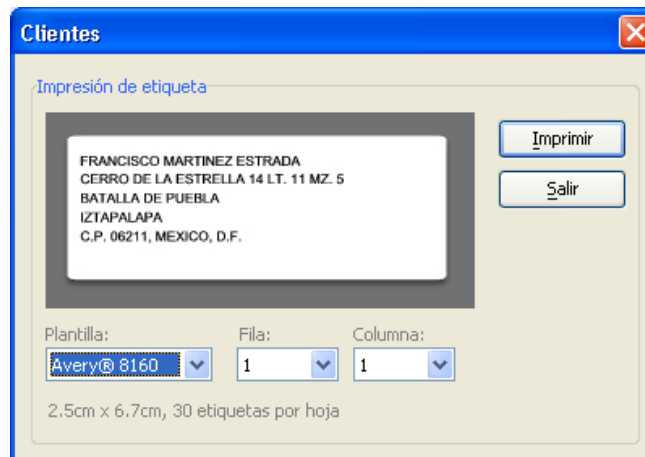 Clientes
Impresión de etiqueta
FRANCISCO MARTINEZ ESTRADA
CERRO DE LA ESTRELLA 14 LT. 11 MZ. 5
BATALLA DE PUEBLA
IZTAPALAPA
C.P. 06211, MEXICO, D.F.
Imprimir
Salir
Plantilla: Fila: Columna:
Avery® 8160 1 1
2.5cm x 6.7cm, 30 etiquetas por hoja